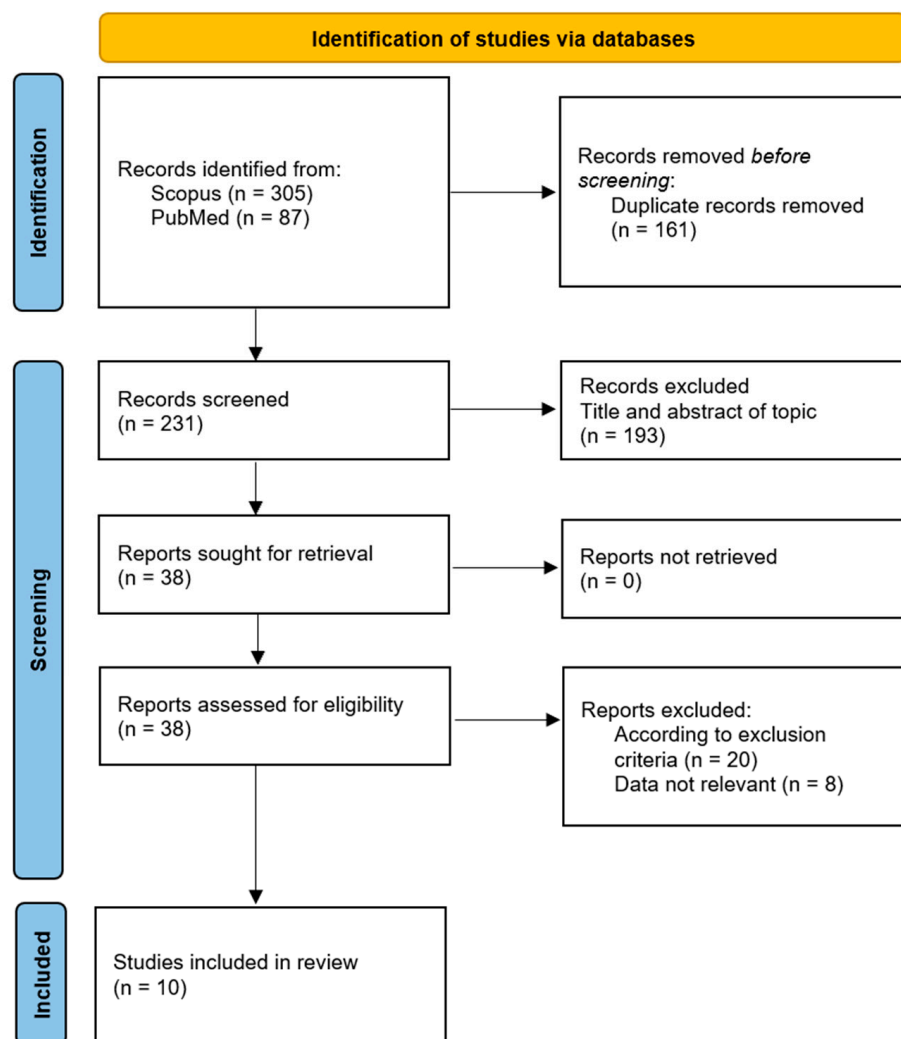 Identification of studies via databases
Identification
Records identified from:
Scopus (n = 305)
PubMed (n = 87)
Records removed before
screening:
Duplicate records removed
(n = 161)
Screening
Records screened
(n = 231)
Records excluded
Title and abstract of topic
(n = 193)
Reports sought for retrieval
(n = 38)
Reports not retrieved
(n = 0)
Reports assessed for eligibility
(n = 38)
Reports excluded:
According to exclusion
criteria (n = 20)
Data not relevant (n = 8)
Included
Studies included in review
(n = 10)